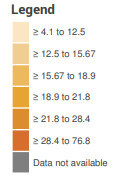 Legend
≥ 4.1 to 12.5
≥ 12.5 to 15.67
≥ 15.67 to 18.9
≥ 18.9 to 21.8
≥ 21.8 to 28.4
≥ 28.4 to 76.8
Data not available